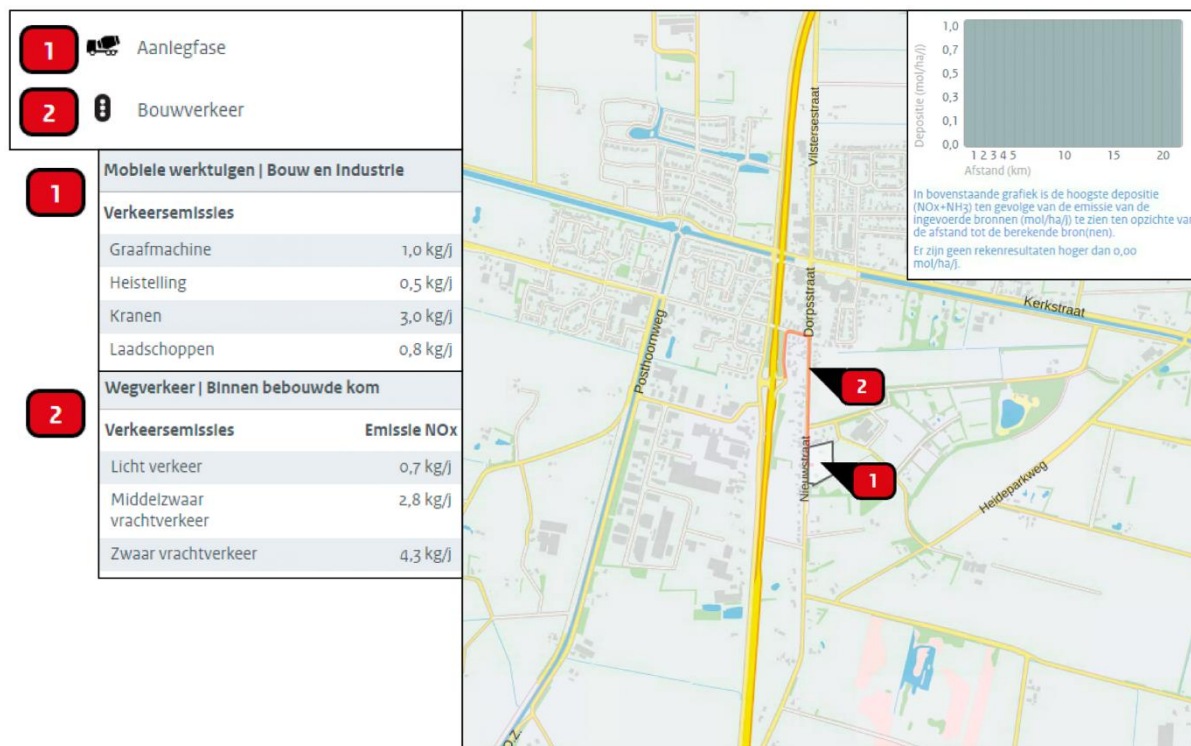 1 Aanlegfase
2 Bouwverkeer
1
Mobiele werktuigen | Bouw en Industrie
Verkeersemissies
Graafmachine 1,0 kg/j
Heistelling 0,5 kg/j
Kranen 3,0 kg/j
Laadschoppen 0,8 kg/j
2
Wegverkeer | Binnen bebouwde kom
Verkeersemissies Emissie NOx
Licht verkeer 0,7 kg/j
Middelzwaar
vrachtverkeer 2,8 kg/j
Zwaar vrachtverkeer 4,3 kg/j
Vilstersestraat
Dorpsstraat
Kerkstraat
Posthoornweg
Nieuwstraat
Heideparkweg
O.Z.
2
1
Depositie (mol/ha/j)
1,0
0,7
0,5
0,3
0,1
0,0
1 2 3 4 5 10 15 20
Afstand (km)
In bovenstaande grafiek is de hoogste depositie
(NOx+NH3) ten gevolge van de emissie van de
ingevoerde bronnen (mol/ha/j) te zien ten opzichte van
de afstand tot de berekende bron(nen).
Er zijn geen rekenresultaten hoger dan 0,00
mol/ha/j.